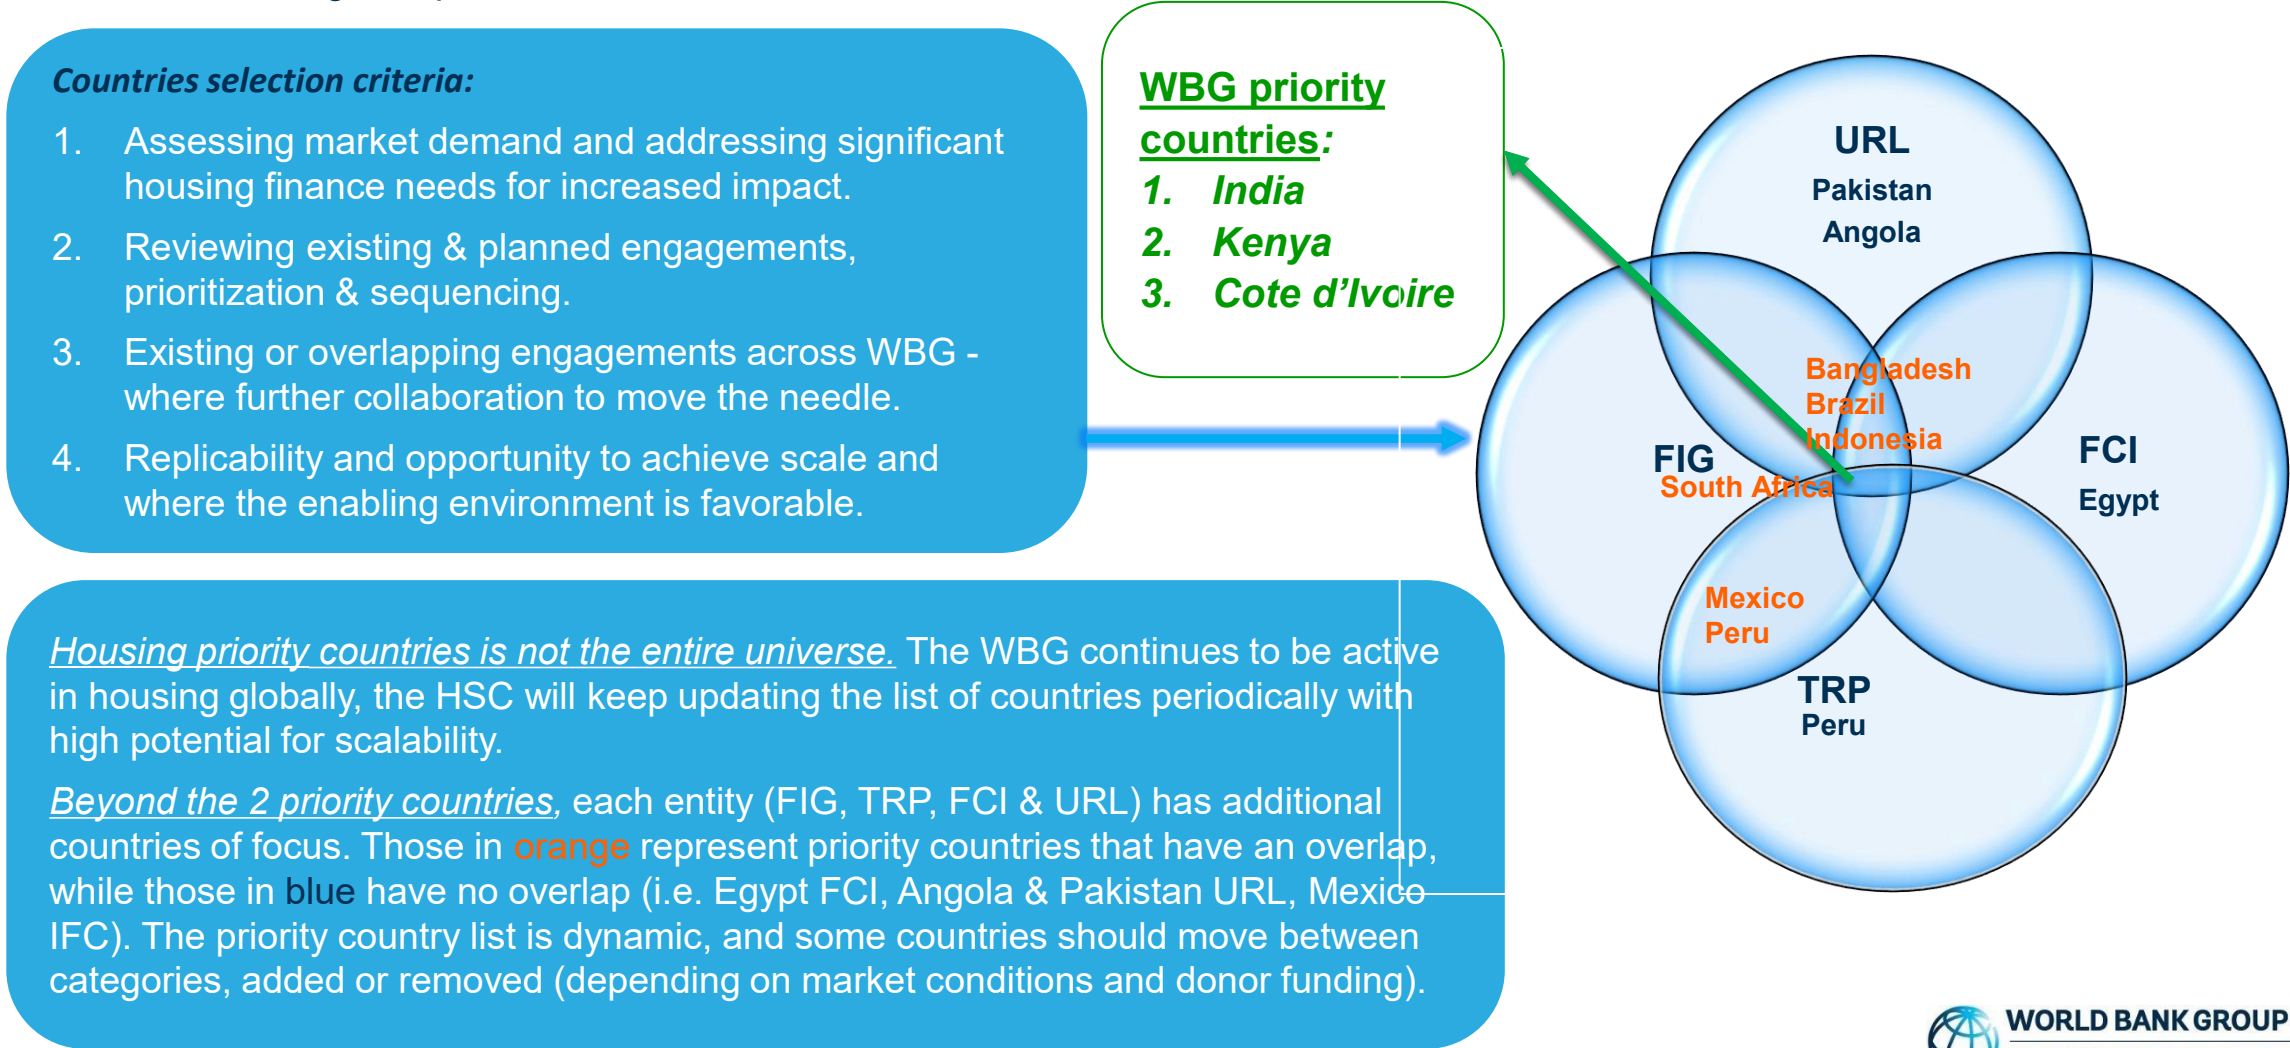 Countries selection criteria:
1. Assessing market demand and addressing significant
housing finance needs for increased impact.
2. Reviewing existing & planned engagements,
prioritization & sequencing.
3. Existing or overlapping engagements across WBG -
where further collaboration to move the needle.
4. Replicability and opportunity to achieve scale and
where the enabling environment is favorable.
WBG priority
countries:
1. India
2. Kenya
3. Cote d’Ivoire
URL
Pakistan
Angola
Bangladesh
Brazil
Indonesia
FIG
South Africa
FCI
Egypt
Mexico
Peru
TRP
Peru
Housing priority countries is not the entire universe. The WBG continues to be active
in housing globally, the HSC will keep updating the list of countries periodically with
high potential for scalability.
Beyond the 2 priority countries, each entity (FIG, TRP, FCI & URL) has additional
countries of focus. Those in orange represent priority countries that have an overlap,
while those in blue have no overlap (i.e. Egypt FCI, Angola & Pakistan URL, Mexico
IFC). The priority country list is dynamic, and some countries should move between
categories, added or removed (depending on market conditions and donor funding).
WORLD BANK GROUP